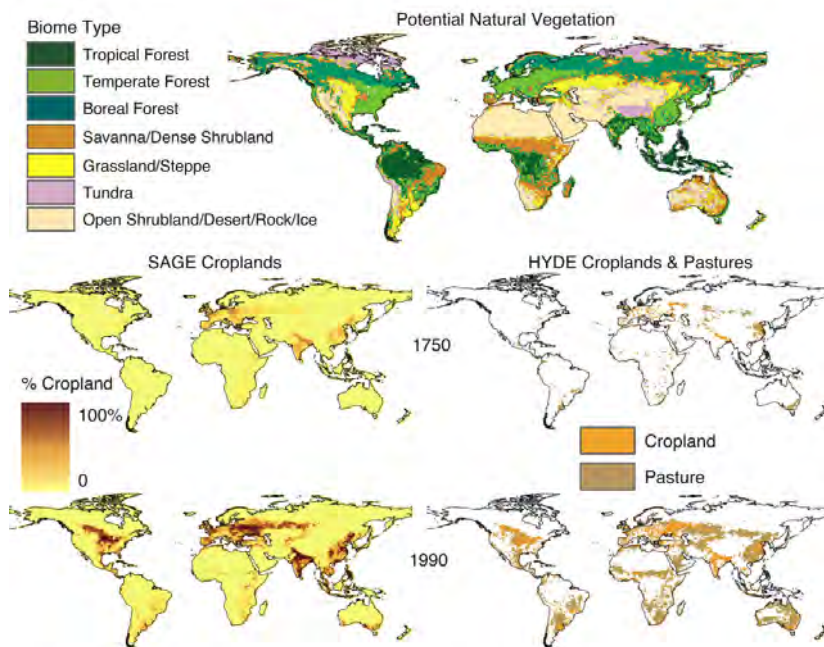 Potential Natural Vegetation
Biome Type
Tropical Forest
Temperate Forest
Boreal Forest
Savanna/Dense Shrubland
Grassland/Steppe
Tundra
Open Shrubland/Desert/Rock/Ice
SAGE Croplands
HYDE Croplands & Pastures
1750
% Cropland
100%
0
Cropland
Pasture
1990